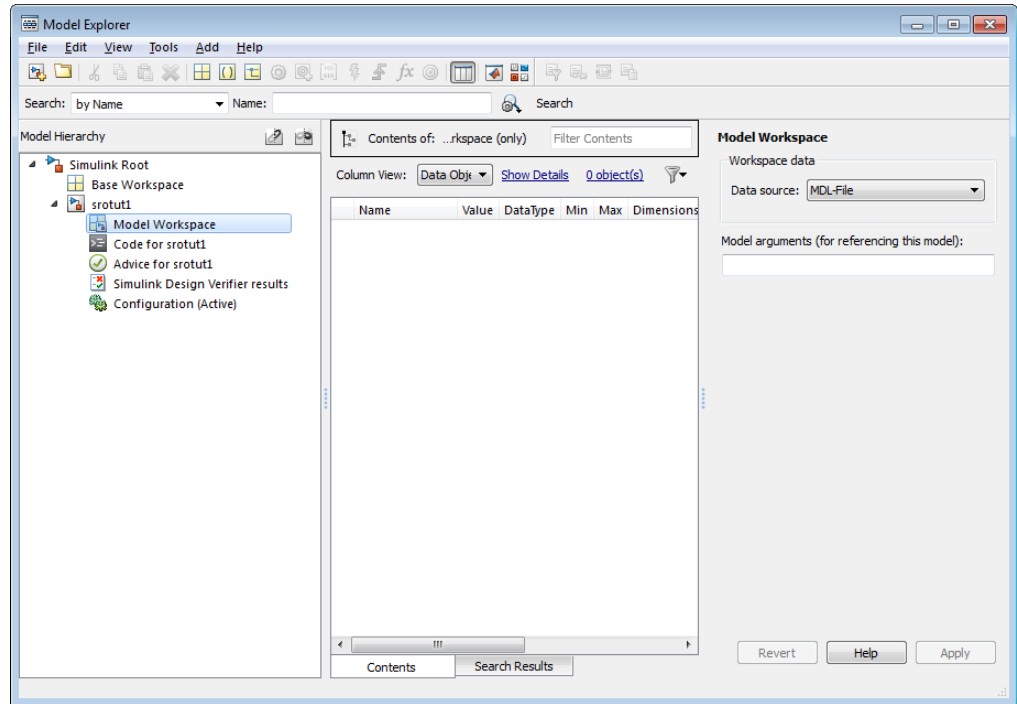 Model Explorer
File Edit View Tools Add Help
fx
Search: by Name Name: Search
Model Hierarchy
Simulink Root
Base Workspace
srotut1
Model Workspace
Code for srotut1
Advice for srotut1
Simulink Design Verifier results
Configuration (Active)
Contents of: ...rkspace (only) Filter Contents
Column View: Data Obje Show Details 0 object(s)
Name Value DataType Min Max Dimensions
Contents Search Results
Model Workspace
Workspace data
Data source: MDL-File
Model arguments (for referencing this model):
Revert Help Apply